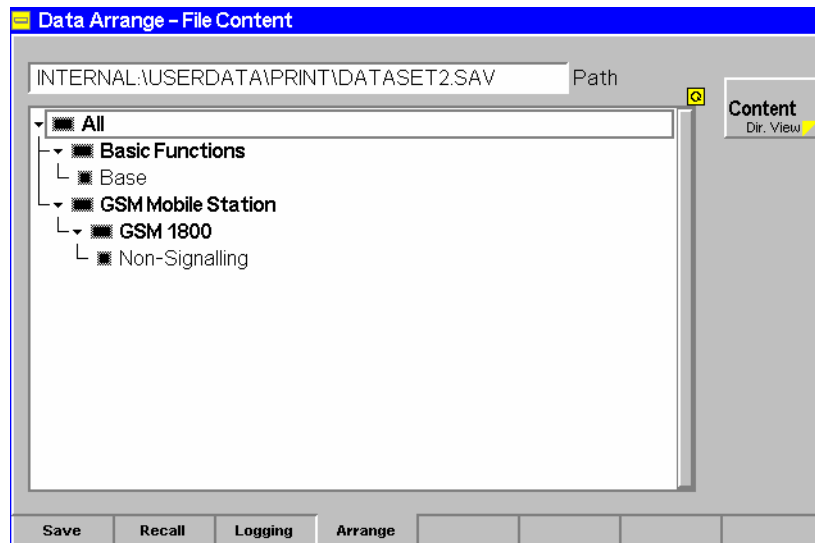 Data Arrange – File Content
INTERNAL:\USERDATA\PRINT\DATASET2.SAV Path
Content
Dir. View
All
Basic Functions
Base
GSM Mobile Station
GSM 1800
Non-Signalling
Save Recall Logging Arrange